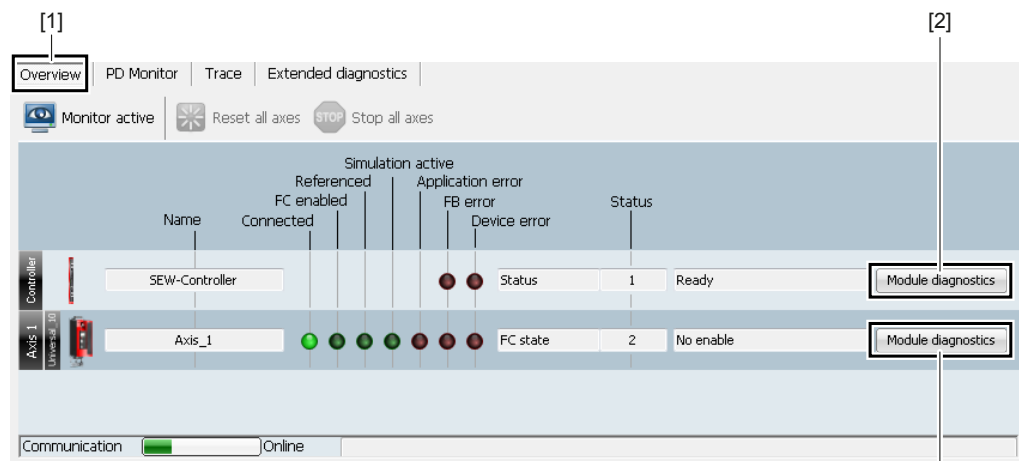 [1] [2]
Overview PD Monitor Trace Extended diagnostics
Monitor active Reset all axes STOP Stop all axes
Simulation active
Referenced Application error
FC enabled FB error Status
Name Connected Device error
Controller SEW-Controller Status 1 Ready Module diagnostics
Axis 1 Universal_10 Axis_1 FC state 2 No enable Module diagnostics
Communication Online